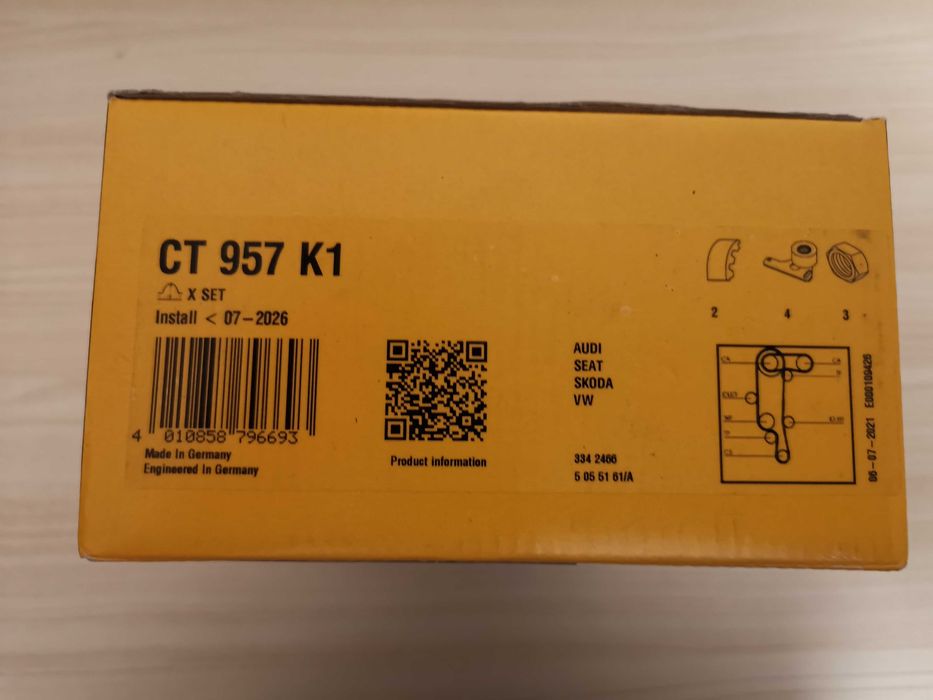 CT 957 K1
X SET
Install < 07-2026
4 010858 796693
Made In Germany
Engineered In Germany
Product information
AUDI
SEAT
SKODA
VW
334 2466
5 05 51 61/A
2 4 3
06-07-2021 E000109426